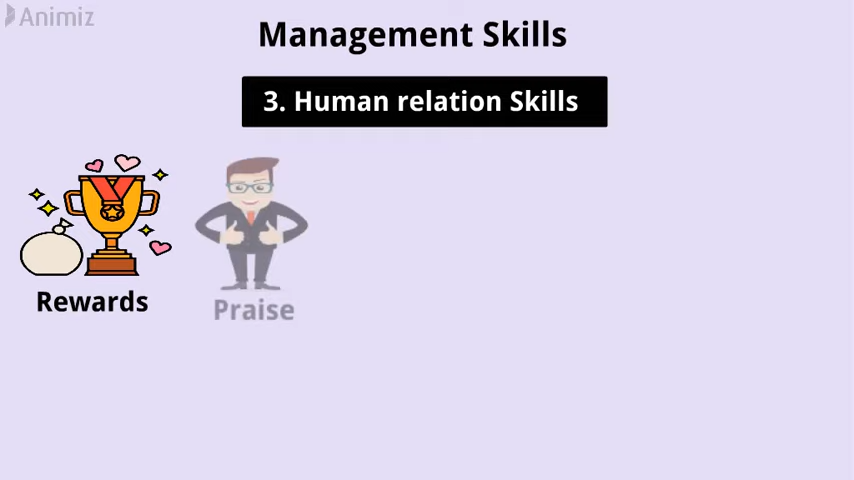 Animiz
Management Skills
3. Human relation Skills
Rewards
Praise